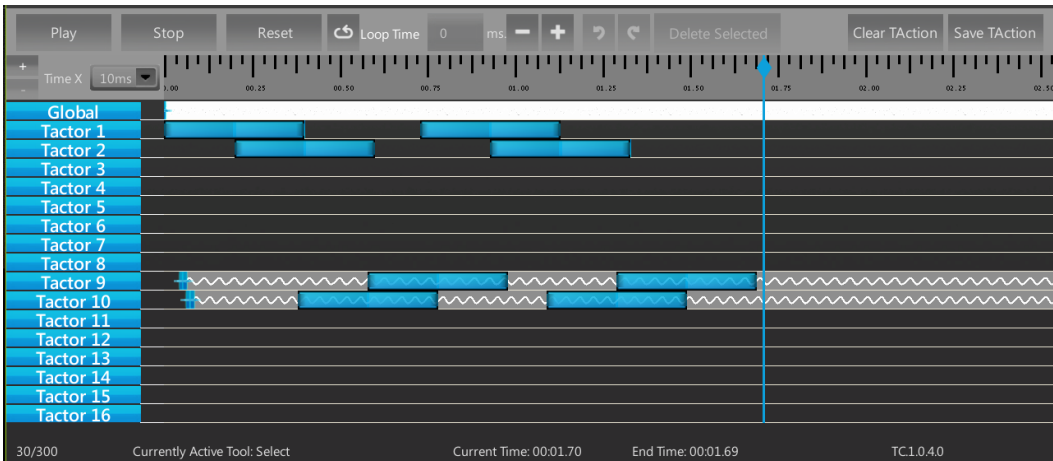 Play Stop Reset Loop Time 0 ms. Delete Selected Clear TAction Save TAction
+ Time X 10ms
- 0.00 00.25 00.50 00.75 01.00 01.25 01.50 01.75 02.00 02.25 02.50
Global
Tactor 1
Tactor 2
Tactor 3
Tactor 4
Tactor 5
Tactor 6
Tactor 7
Tactor 8
Tactor 9
Tactor 10
Tactor 11
Tactor 12
Tactor 13
Tactor 14
Tactor 15
Tactor 16
30/300 Currently Active Tool: Select Current Time: 00:01.70 End Time: 00:01.69 TC.1.0.4.0